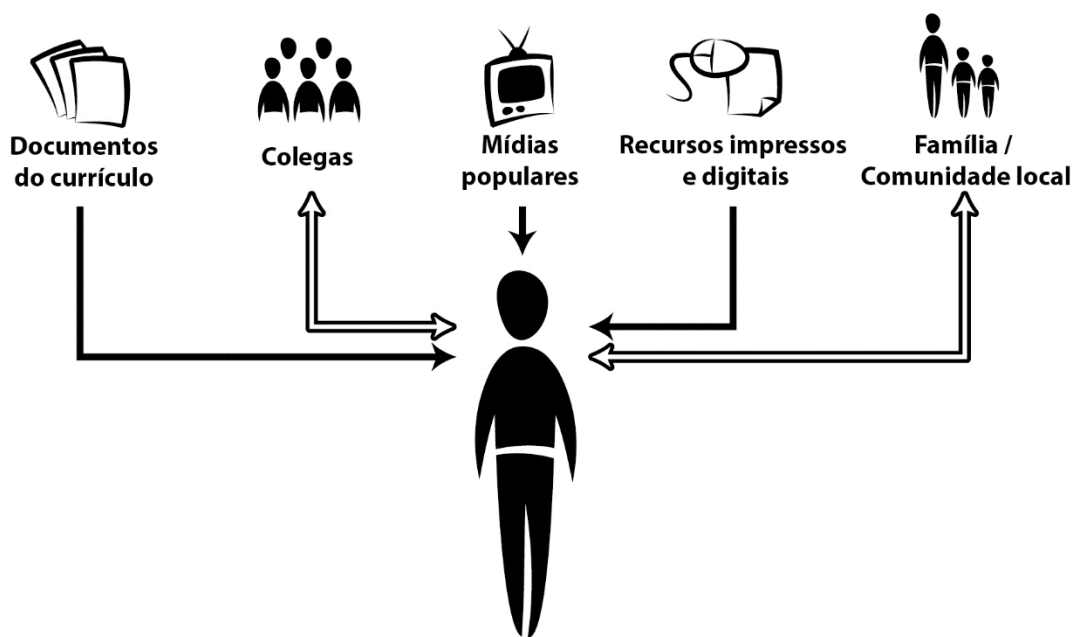 Documentos
do currículo
Colegas
Mídias
populares
Recursos impressos
e digitais
Família /
Comunidade local